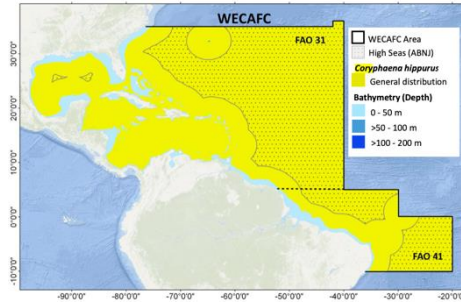 WECAFC
FAO 31
WECAFC Area
High Seas (ABNJ)
Coryphaena hippurus
General distribution
Bathymetry (Depth)
0 - 50 m
>50 - 100 m
>100 - 200 m
30°0'0"N
20°0'0"N
10°0'0"N
0°0'0"
10°0'0"S
FAO 41
-90°0'0"
-80°0'0"
-70°0'0"
-60°0'0"
-50°0'0"
-40°0'0"
-30°0'0"
-20°0'0"